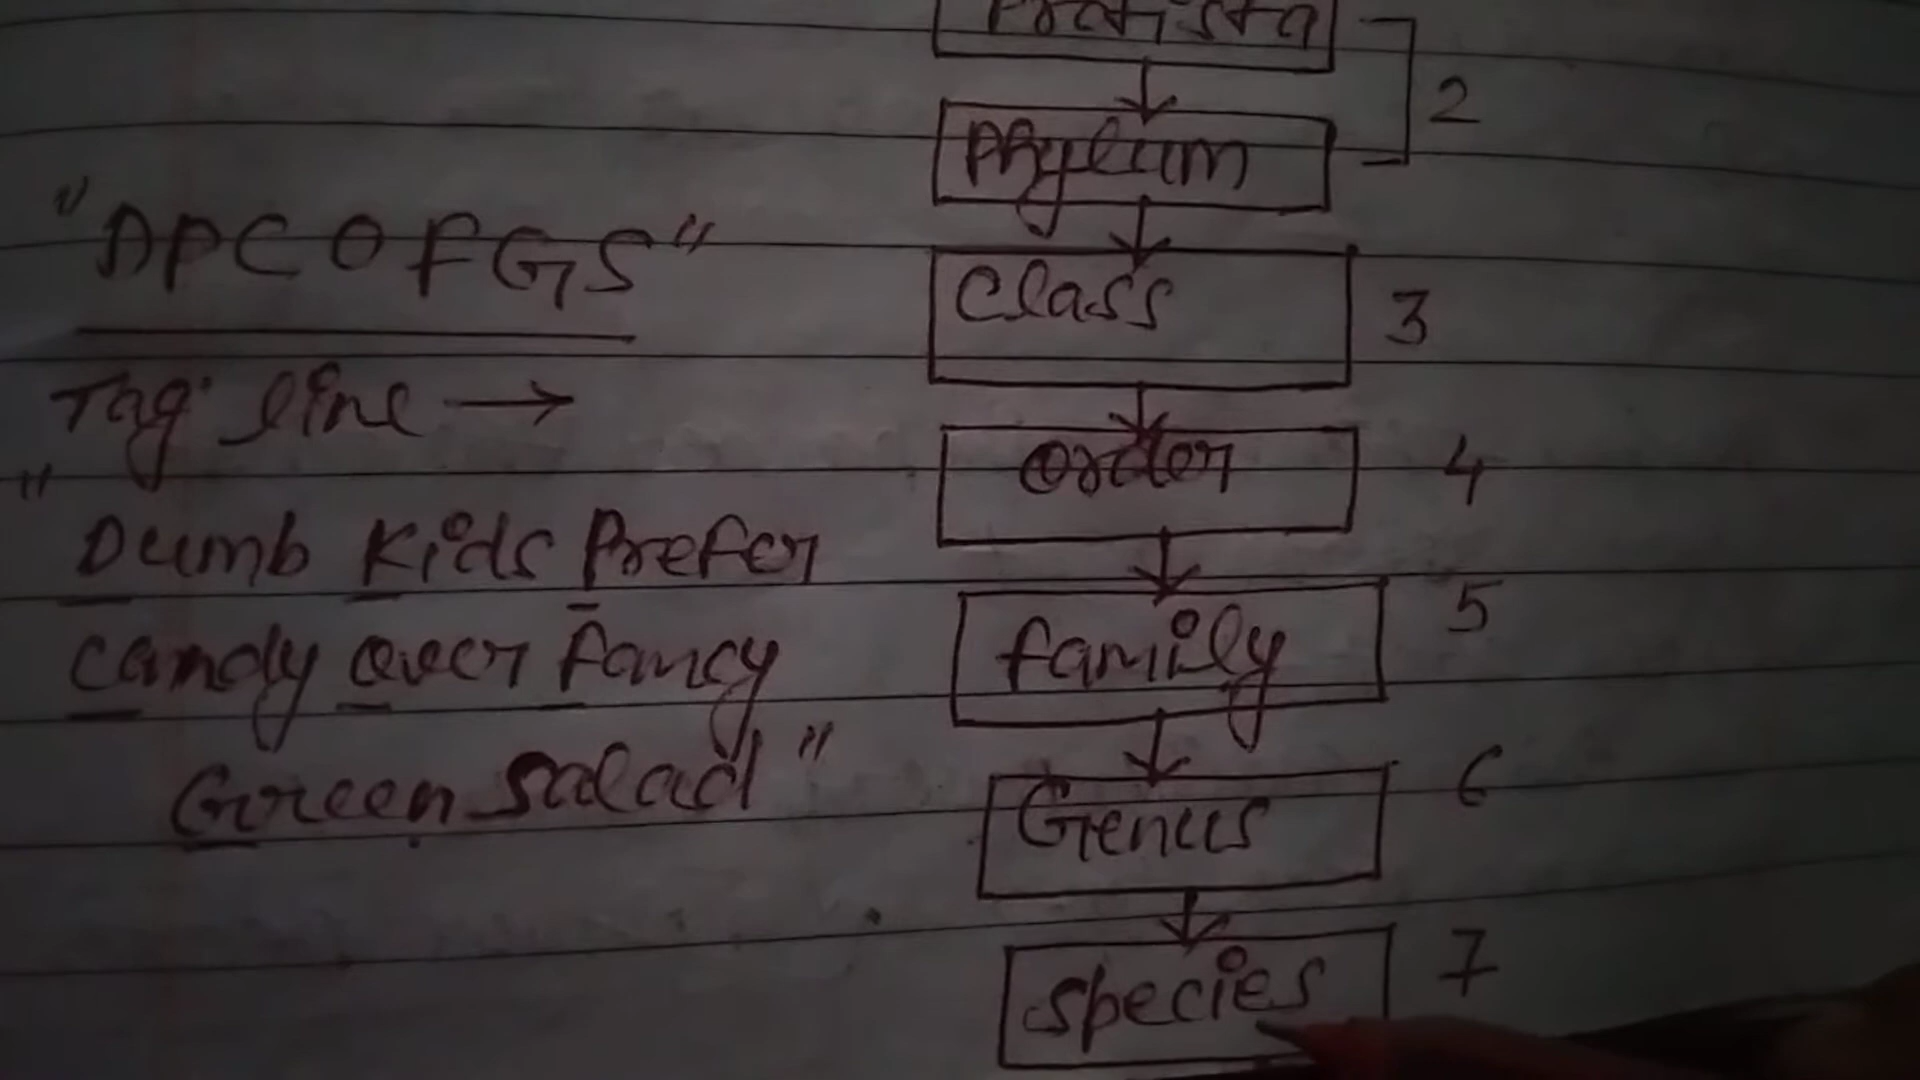 Protista
2
Phylum
"DPCOFGS"
Class
3
Tag line →
Order
4
"Dumb Kids Prefer
Candy over Fancy
Green Salad"
family
5
Genus
6
Species
7